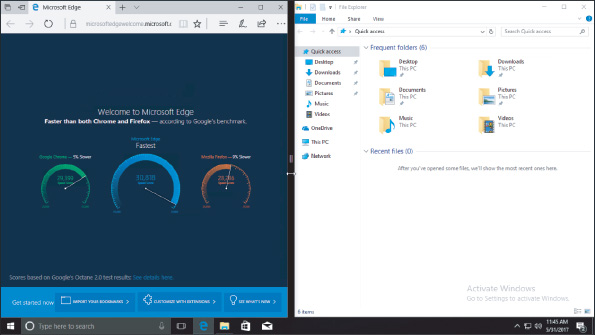 Microsoft Edge
microsoftedgewelcome.microsoft.c
Welcome to Microsoft Edge
Faster than both Chrome and Firefox — according to Google's benchmark.
Microsoft Edge
Fastest
Google Chrome — 5% Slower
Mozilla Firefox — 9% Slower
Scores based on Google's Octane 2.0 test results. See details here.
Get started now
IMPORT YOUR BOOKMARKS
CUSTOMIZE WITH EXTENSIONS
SEE WHAT'S NEW
File Explorer
File
Home
Share
View
Quick access
Search Quick access
Quick access
Desktop
Downloads
Documents
Pictures
Music
Videos
OneDrive
This PC
Network
Frequent folders (6)
Desktop
This PC
Downloads
This PC
Documents
This PC
Pictures
This PC
Music
This PC
Videos
This PC
Recent files (0)
After you've opened some files, we'll show the most recent ones here.
Activate Windows
Go to Settings to activate Windows.
6 items
Type here to search
11:45 AM
5/31/2017